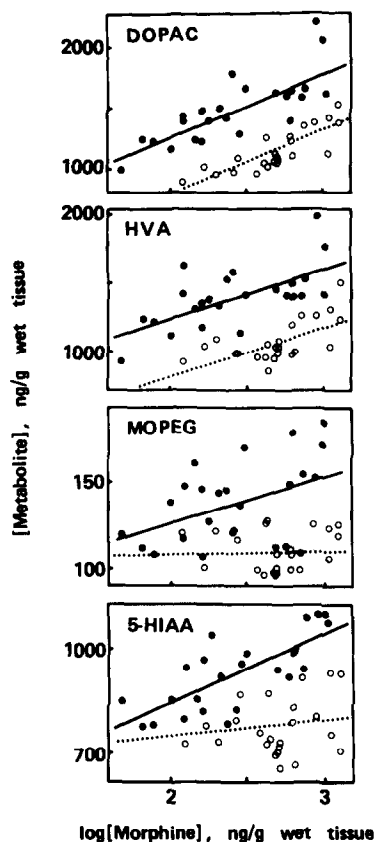 DOPAC
2000
1000
HVA
2000
1000
MOPEG
150
100
5-HIAA
1000
700
2
3
[Metabolite], ng/g wet tissue
log[Morphine], ng/g wet tissue